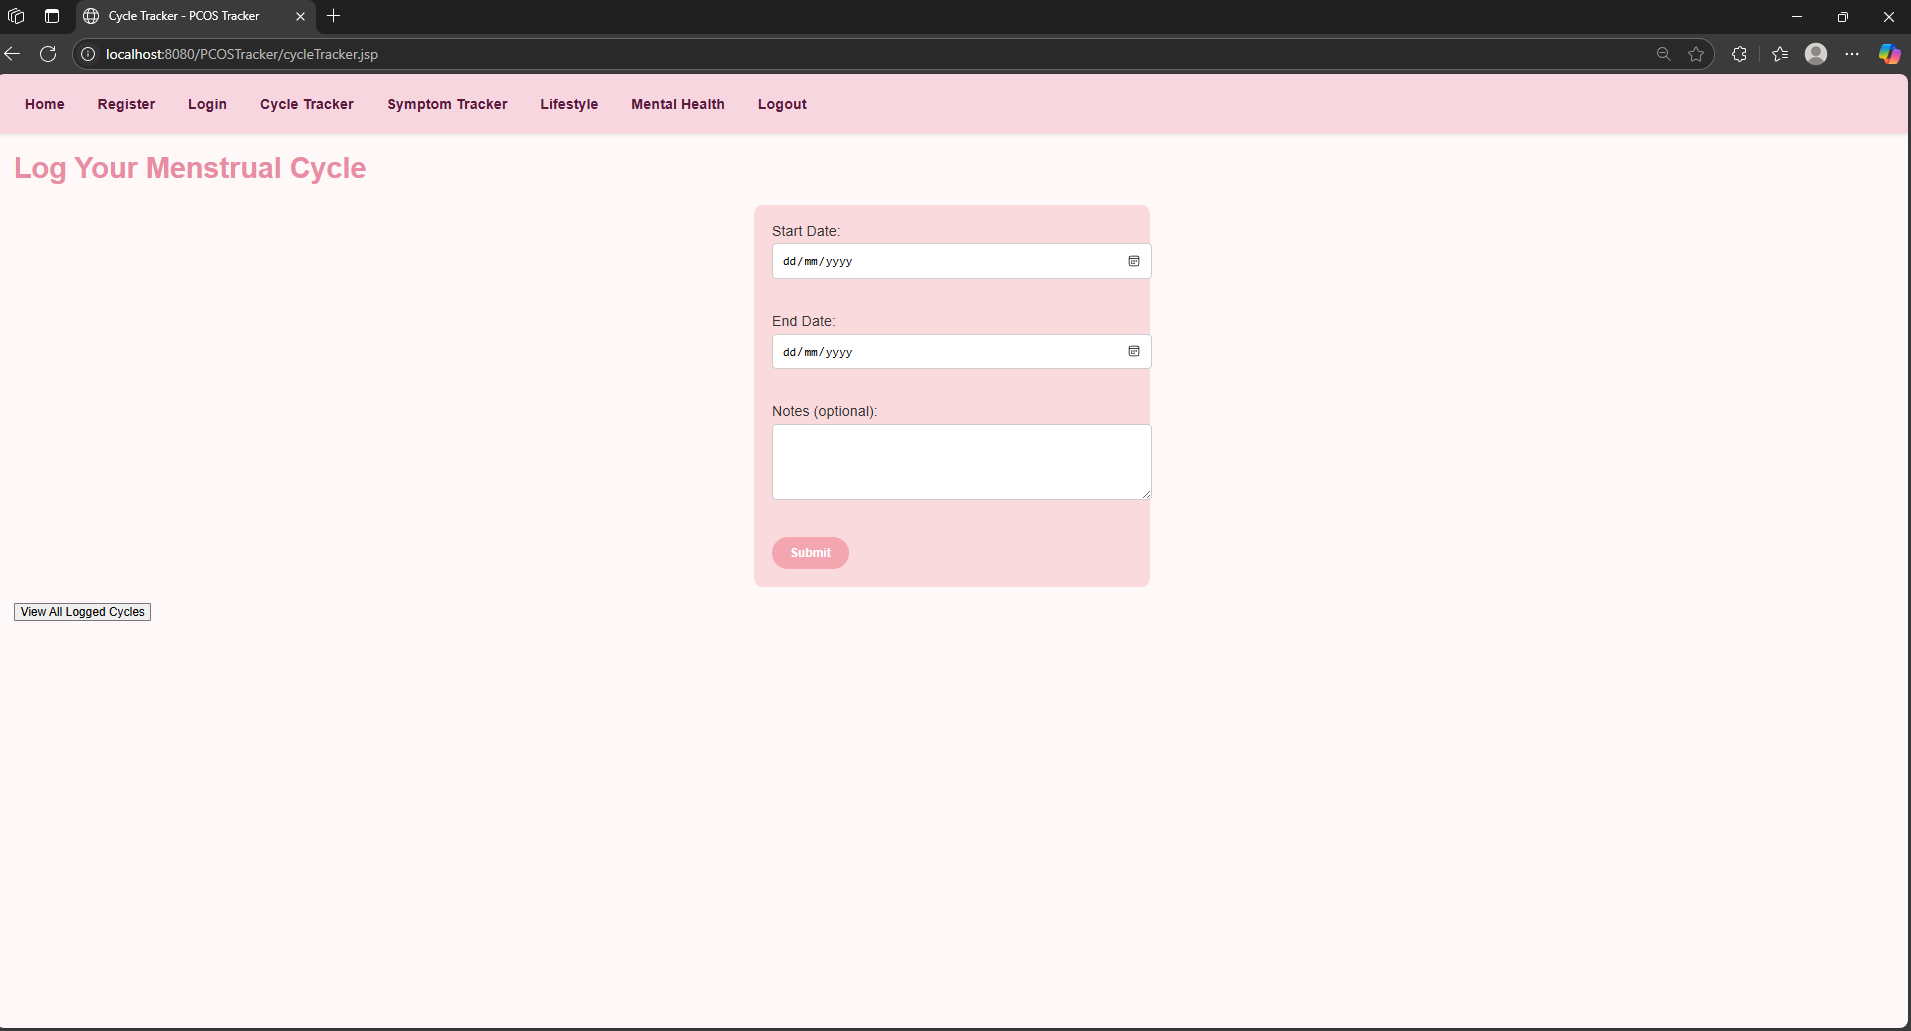 Cycle Tracker - PCOS Tracker
localhost:8080/PCOSTracker/cycleTracker.jsp
Home Register Login Cycle Tracker Symptom Tracker Lifestyle Mental Health Logout
Log Your Menstrual Cycle
Start Date:
dd/mm/yyyy
End Date:
dd/mm/yyyy
Notes (optional):
Submit
View All Logged Cycles